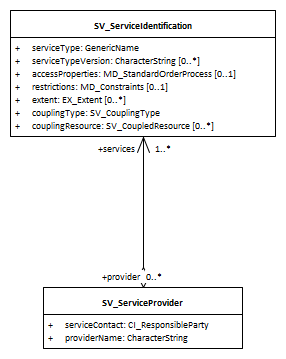 SV_ServiceIdentification
+ serviceType: GenericName
+ serviceTypeVersion: CharacterString [0..*]
+ accessProperties: MD_StandardOrderProcess [0..1]
+ restrictions: MD_Constraints [0..1]
+ extent: EX_Extent [0..*]
+ couplingType: SV_CouplingType
+ couplingResource: SV_CoupledResource [0..*]
+services 1..*
+provider 0..*
SV_ServiceProvider
+ serviceContact: CI_ResponsibleParty
+ providerName: CharacterString